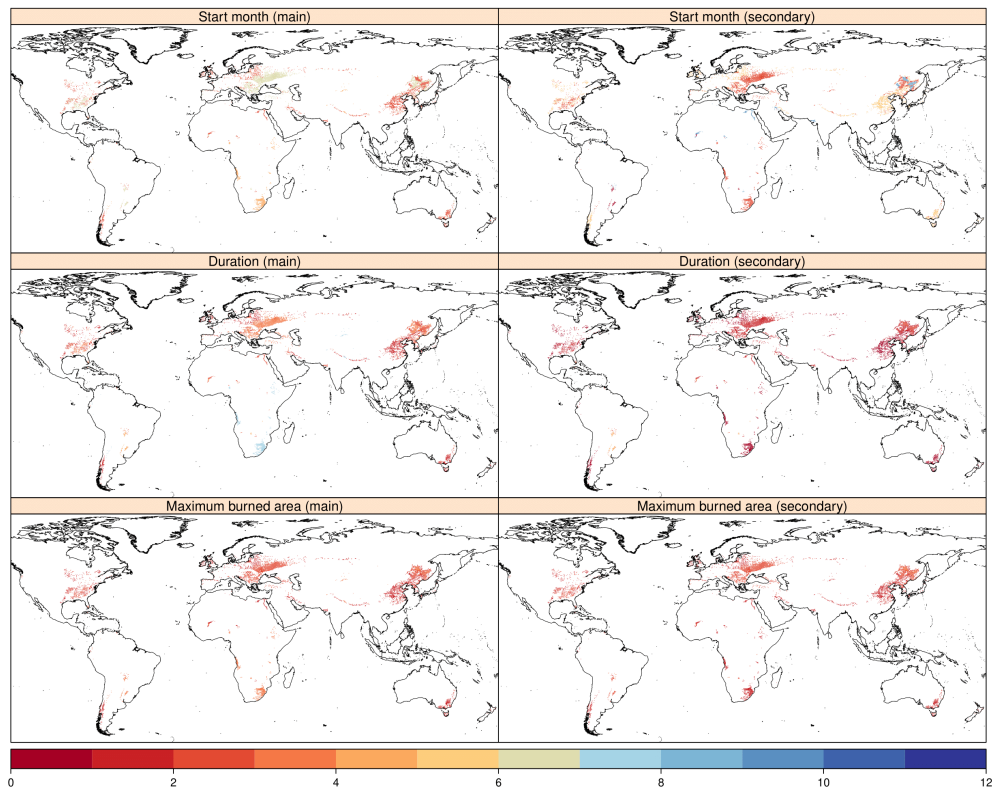 Start month (main)
Start month (secondary)
Duration (main)
Duration (secondary)
Maximum burned area (main)
Maximum burned area (secondary)
0 2 4 6 8 10 12